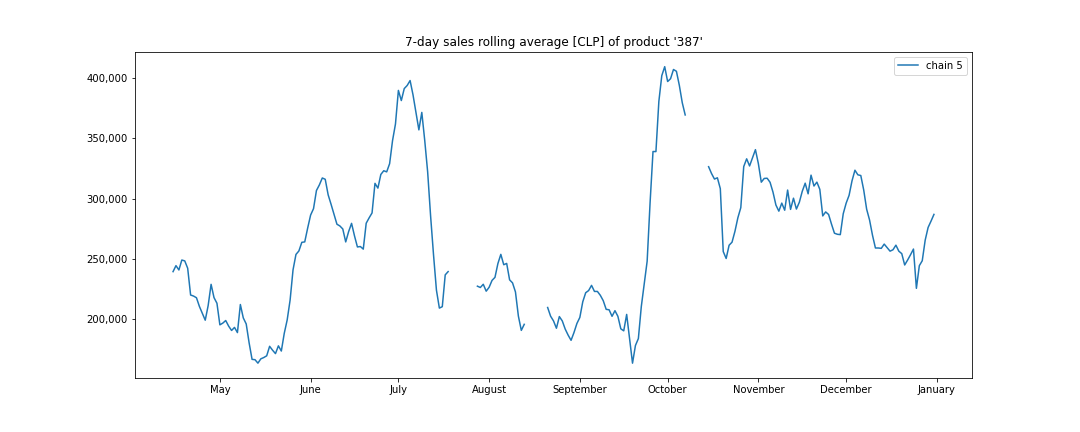 7-day sales rolling average [CLP] of product '387'
chain 5
400,000
350,000
300,000
250,000
200,000
May June July August September October November December January